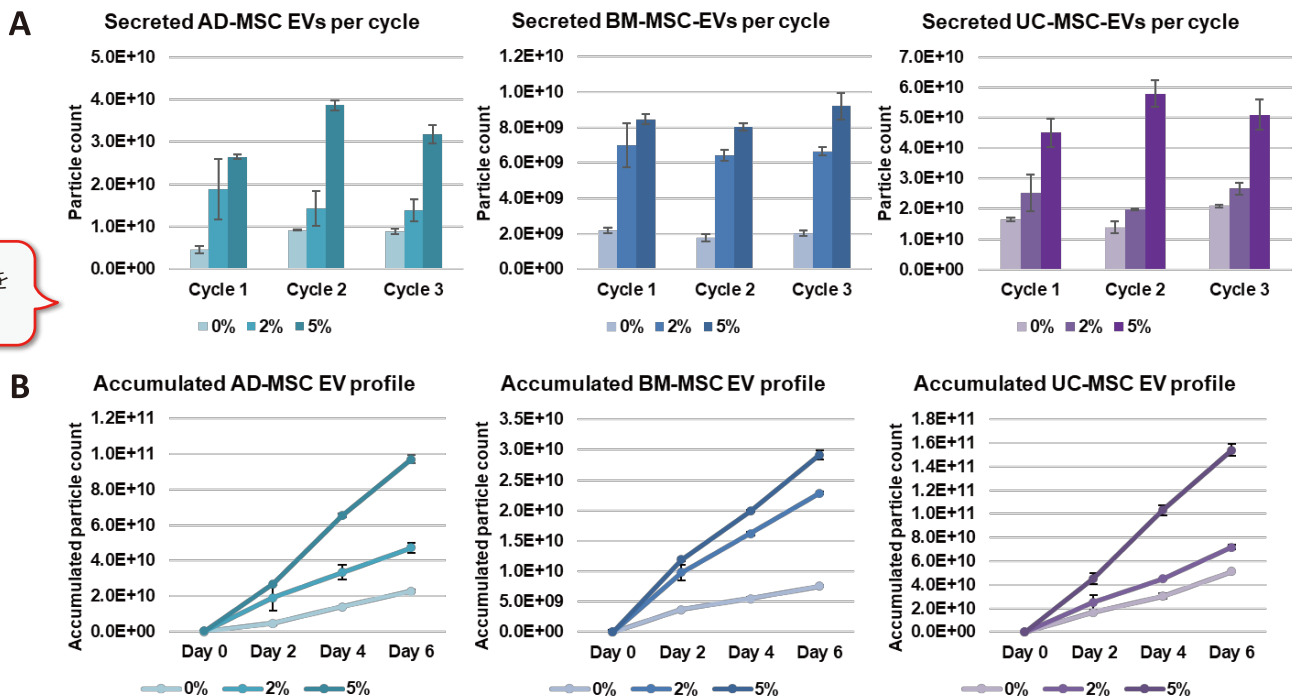 A
Secreted AD-MSC EVs per cycle
Particle count
5.0E+10
4.0E+10
3.0E+10
2.0E+10
1.0E+10
0.0E+00
Cycle 1 Cycle 2 Cycle 3
0% 2% 5%
Secreted BM-MSC-EVs per cycle
Particle count
1.2E+10
1.0E+10
8.0E+09
6.0E+09
4.0E+09
2.0E+09
0.0E+00
Cycle 1 Cycle 2 Cycle 3
0% 2% 5%
Secreted UC-MSC-EVs per cycle
Particle count
7.0E+10
6.0E+10
5.0E+10
4.0E+10
3.0E+10
2.0E+10
1.0E+10
0.0E+00
Cycle 1 Cycle 2 Cycle 3
0% 2% 5%
を
B
Accumulated AD-MSC EV profile
Accumulated particle count
1.2E+11
1.0E+11
8.0E+10
6.0E+10
4.0E+10
2.0E+10
0.0E+00
Day 0 Day 2 Day 4 Day 6
0% 2% 5%
Accumulated BM-MSC EV profile
Accumulated particle count
3.5E+10
3.0E+10
2.5E+10
2.0E+10
1.5E+10
1.0E+10
5.0E+09
0.0E+00
Day 0 Day 2 Day 4 Day 6
0% 2% 5%
Accumulated UC-MSC EV profile
Accumulated particle count
1.8E+11
1.6E+11
1.4E+11
1.2E+11
1.0E+11
8.0E+10
6.0E+10
4.0E+10
2.0E+10
0.0E+00
Day 0 Day 2 Day 4 Day 6
0% 2% 5%